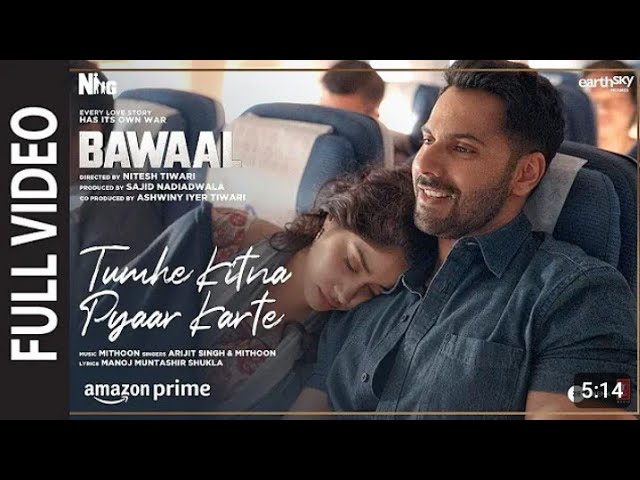 FULL VIDEO
NG
earthsky
PICTURES
EVERY LOVE STORY
HAS ITS OWN WAR
BAWAAL
DIRECTED BY NITESH TIWARI
PRODUCED BY SAJID NADIADWALA
CO PRODUCED BY ASHWINY IYER TIWARI
Tumhe Kitna
Pyaar Karte
MUSIC MITHOON SINGERS ARIJIT SINGH & MITHOON
LYRICS MANOJ MUNTASHIR SHUKLA
amazon prime
5:14